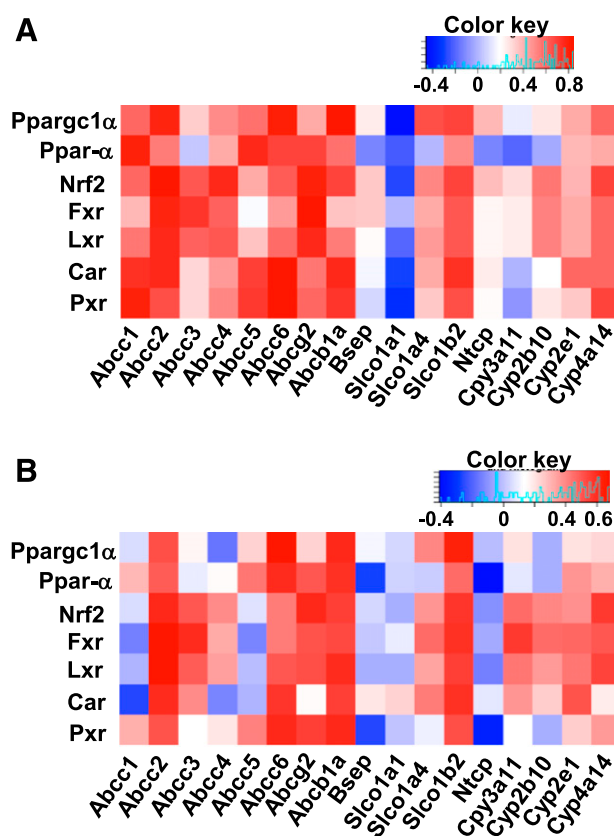 A
Color key
-0.4 0 0.4 0.8
Ppargc1α
Ppar-α
Nrf2
Fxr
Lxr
Car
Pxr
Abcc1 Abcc2 Abcc3 Abcc4 Abcc5 Abcc6 Abcg2 Abcb1a Bsep Slco1a1 Slco1a4 Slco1b2 Ntcp Cpy3a11 Cyp2b10 Cyp2e1 Cyp4a14
B
Color key
-0.4 0 0.4 0.6
Ppargc1α
Ppar-α
Nrf2
Fxr
Lxr
Car
Pxr
Abcc1 Abcc2 Abcc3 Abcc4 Abcc5 Abcc6 Abcg2 Abcb1a Bsep Slco1a1 Slco1a4 Slco1b2 Ntcp Cpy3a11 Cyp2b10 Cyp2e1 Cyp4a14